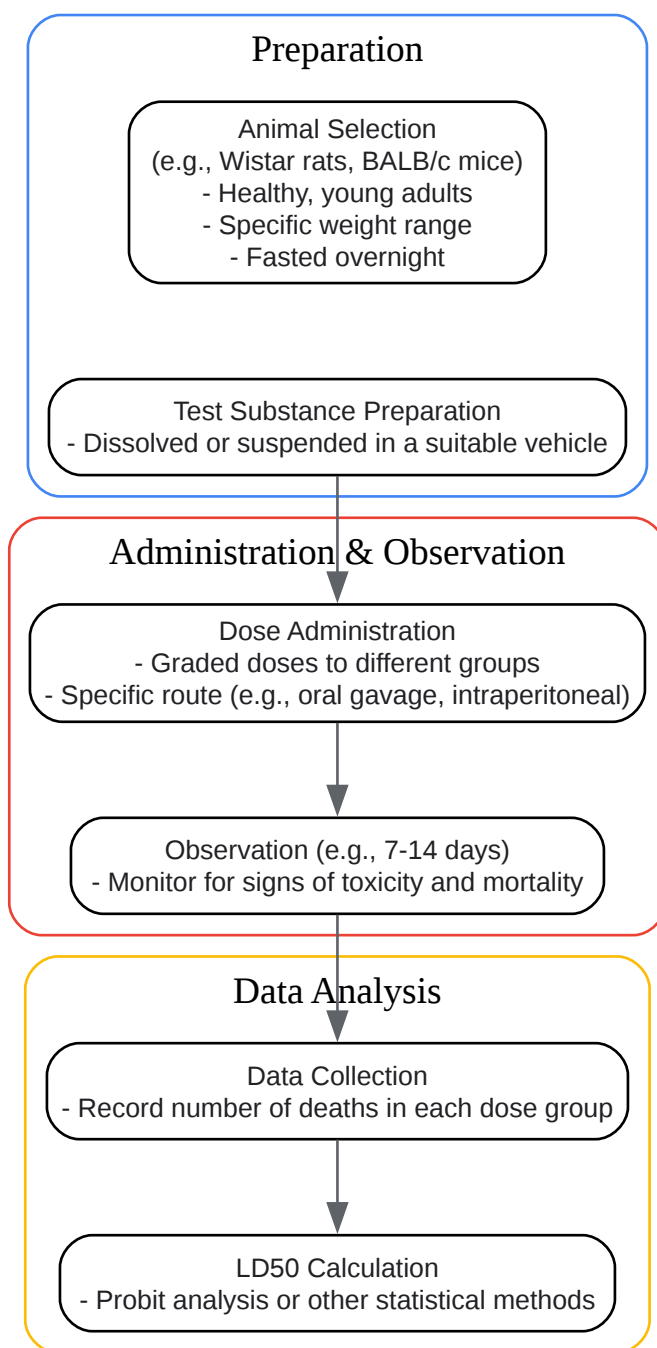 Preparation
Animal Selection
(e.g., Wistar rats, BALB/c mice)
- Healthy, young adults
- Specific weight range
- Fasted overnight
Test Substance Preparation
- Dissolved or suspended in a suitable vehicle
Administration & Observation
Dose Administration
- Graded doses to different groups
- Specific route (e.g., oral gavage, intraperitoneal)
Observation (e.g., 7-14 days)
- Monitor for signs of toxicity and mortality
Data Analysis
Data Collection
- Record number of deaths in each dose group
LD50 Calculation
- Probit analysis or other statistical methods